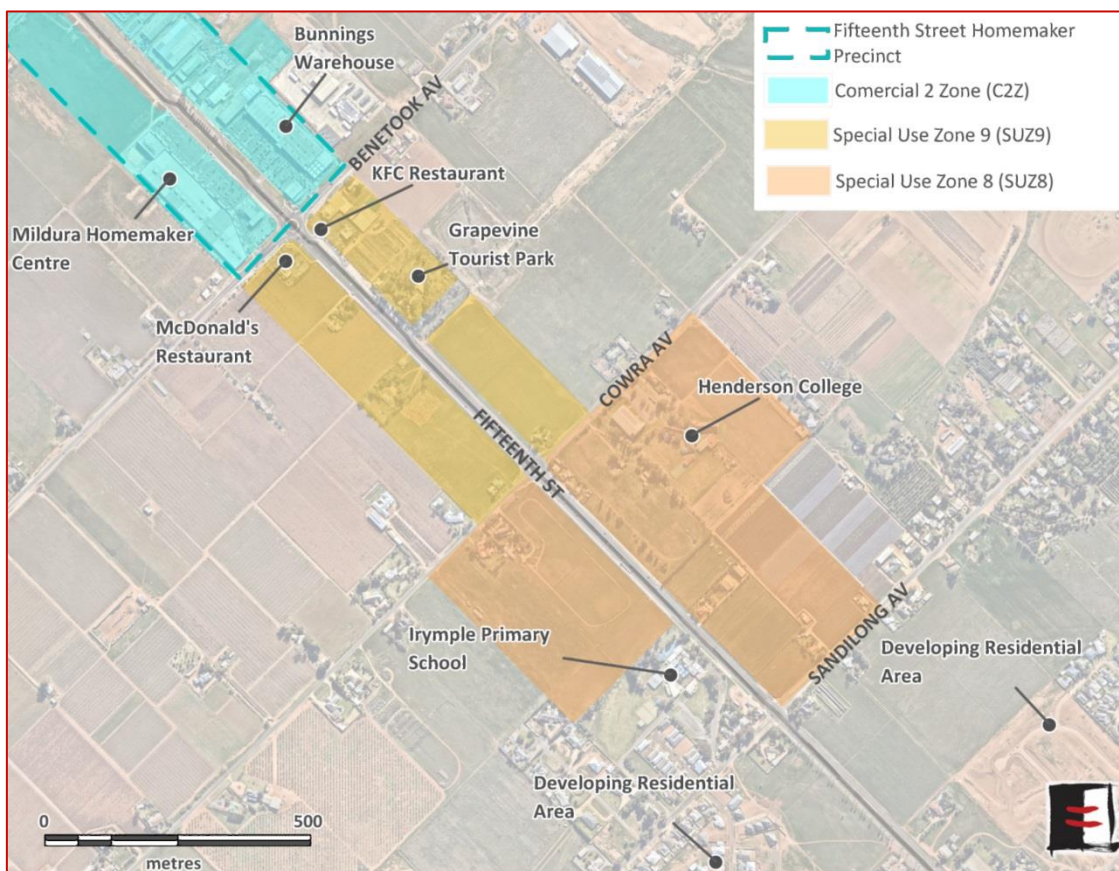 Fifteenth Street Homemaker
Precinct
Comercial 2 Zone (C2Z)
Special Use Zone 9 (SUZ9)
Special Use Zone 8 (SUZ8)
Bunnings
Warehouse
BENETOOK AV
KFC Restaurant
Mildura Homemaker
Centre
Grapevine
Tourist Park
McDonald's
Restaurant
COWRA AV
Henderson College
FIFTEENTH ST
Irymple Primary
School
SANDILONG AV
Developing Residential
Area
Developing Residential
Area
0 500
metres